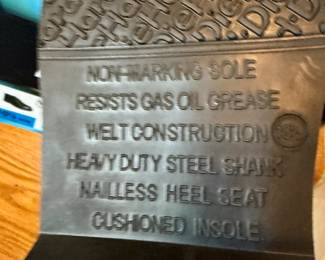 NON-MARKING SOLE
RESISTS GAS OIL GREASE
WELT CONSTRUCTION
HEAVY DUTY STEEL SHANK
NAILLESS HEEL SEAT
CUSHIONED INSOLE